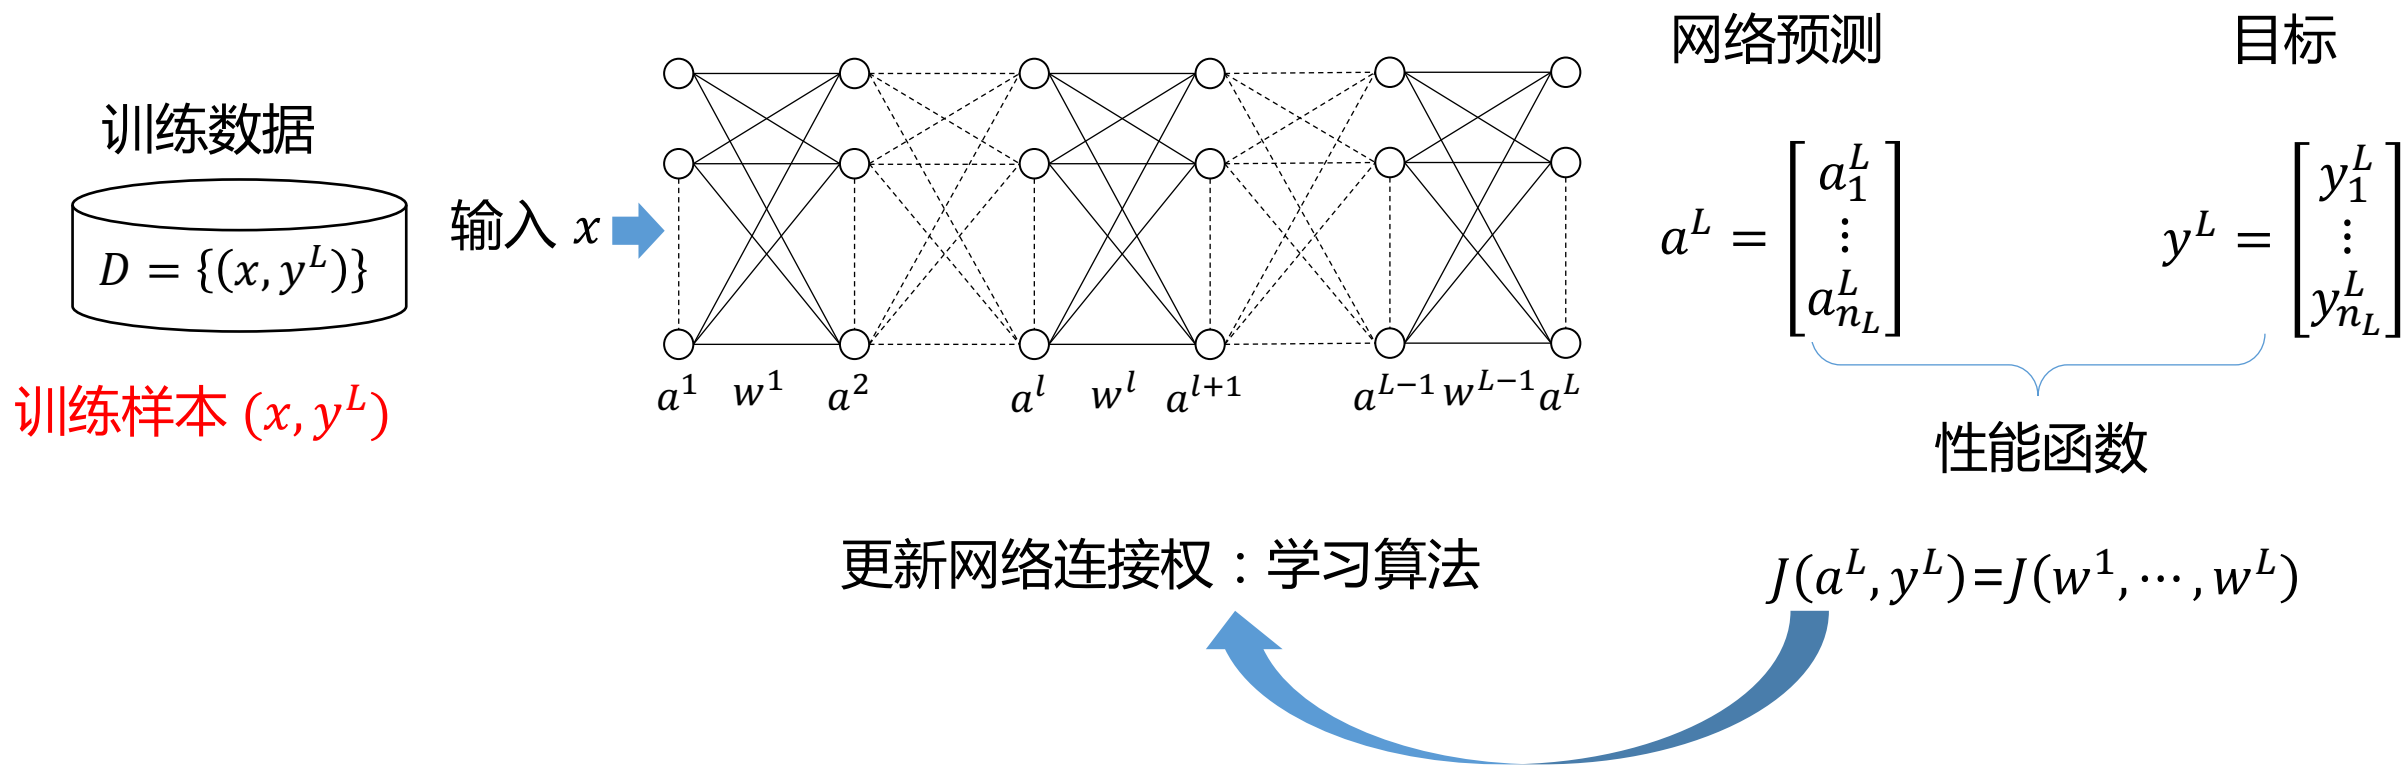 训练数据
D = {(x, y^L)}
训练样本 (x, y^L)
输入 x
a^1 w^1 a^2 a^l w^l a^{l+1} a^{L−1} w^{L−1} a^L
网络预测
a^L = [a_1^L ⋮ a_{n_L}^L]
目标
y^L = [y_1^L ⋮ y_{n_L}^L]
性能函数
J(a^L, y^L)=J(w^1, ⋯, w^L)
更新网络连接权：学习算法